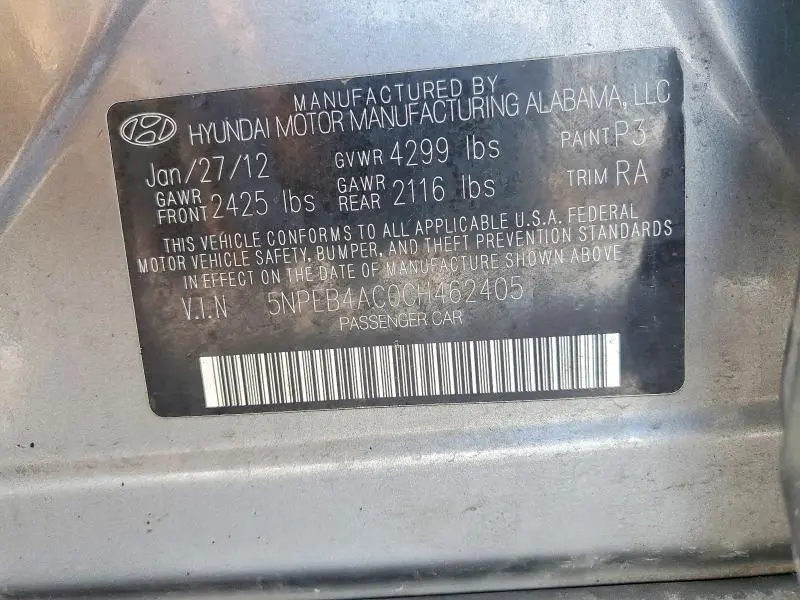 MANUFACTURED BY
HYUNDAI MOTOR MANUFACTURING ALABAMA, LLC
Jan/27/12 GVWR 4299 lbs PAINT P3
GAWR FRONT 2425 lbs GAWR REAR 2116 lbs TRIM RA
THIS VEHICLE CONFORMS TO ALL APPLICABLE U.S.A. FEDERAL
MOTOR VEHICLE SAFETY, BUMPER, AND THEFT PREVENTION STANDARDS
IN EFFECT ON THE DATE OF MANUFACTURE SHOWN ABOVE
V.I.N 5NPEB4AC0CH462405
PASSENGER CAR